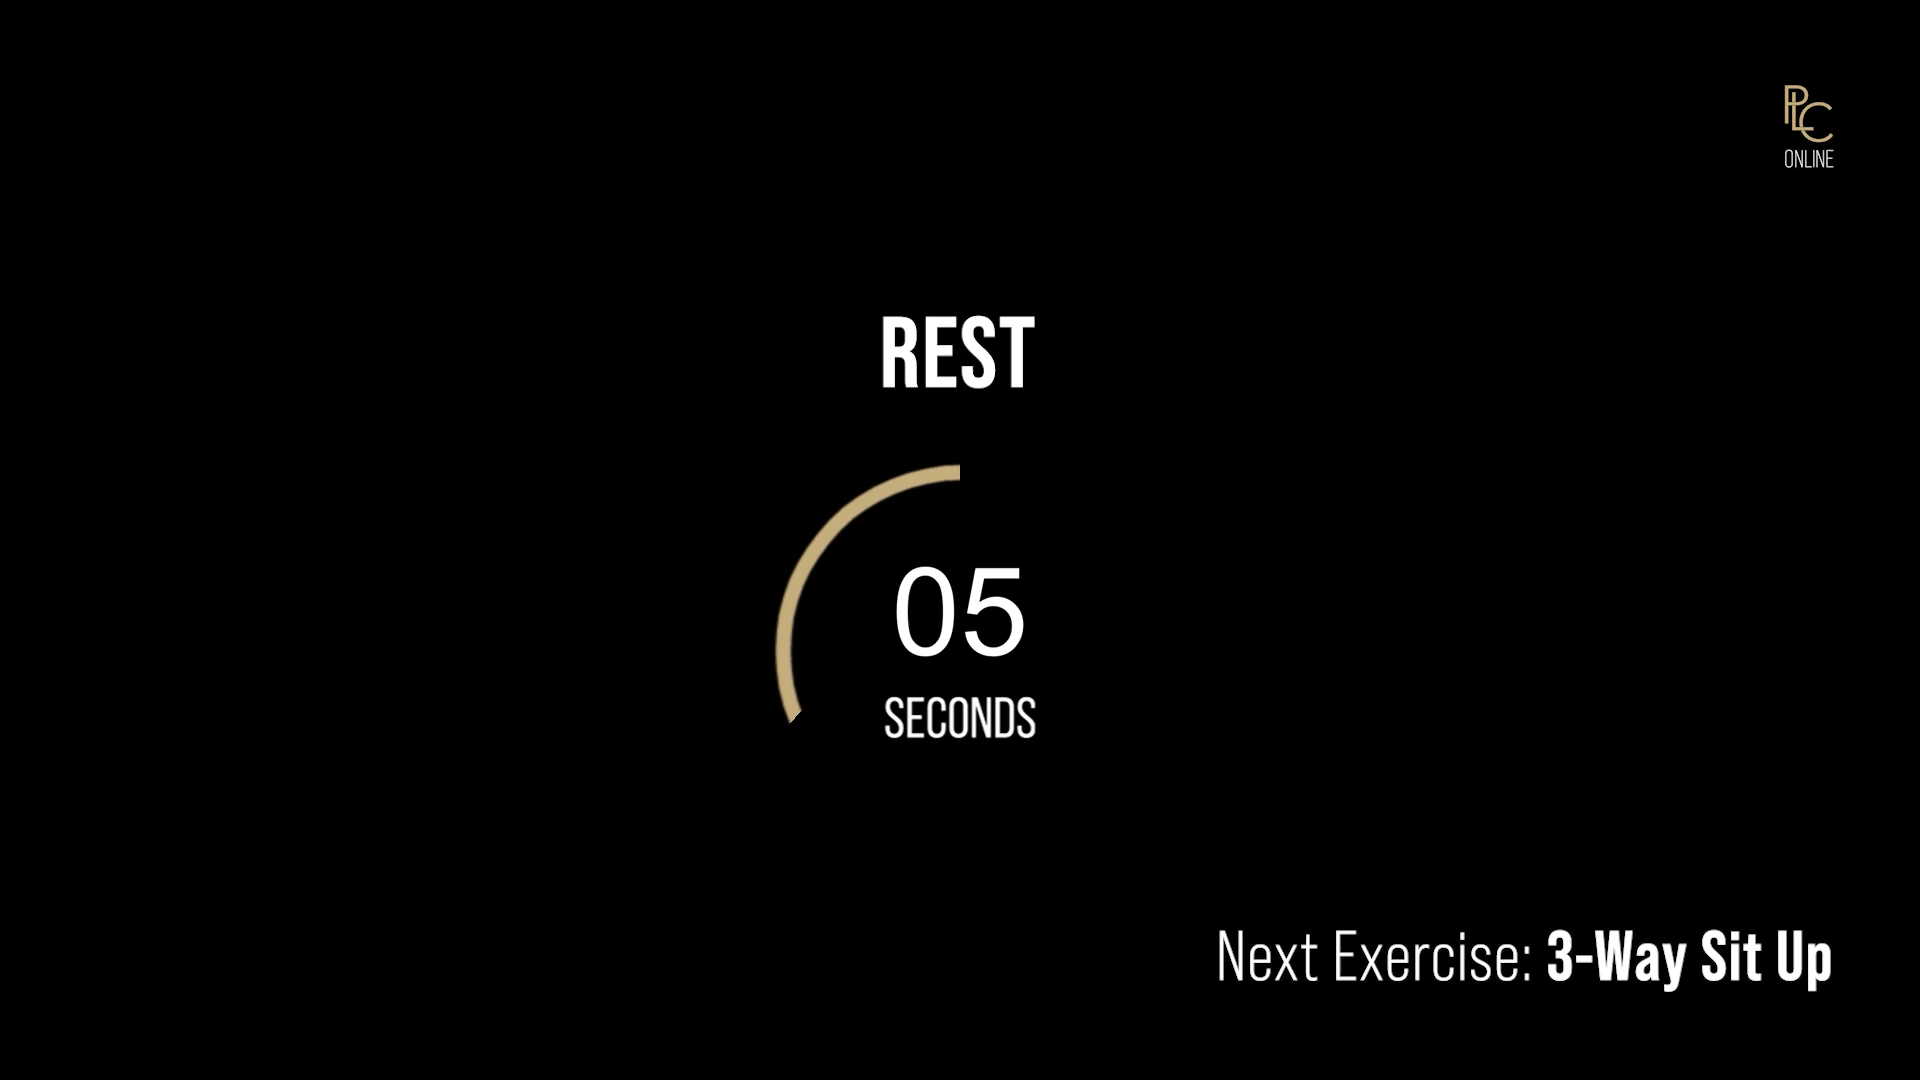 PLC
ONLINE
REST
05
SECONDS
Next Exercise: 3-Way Sit Up